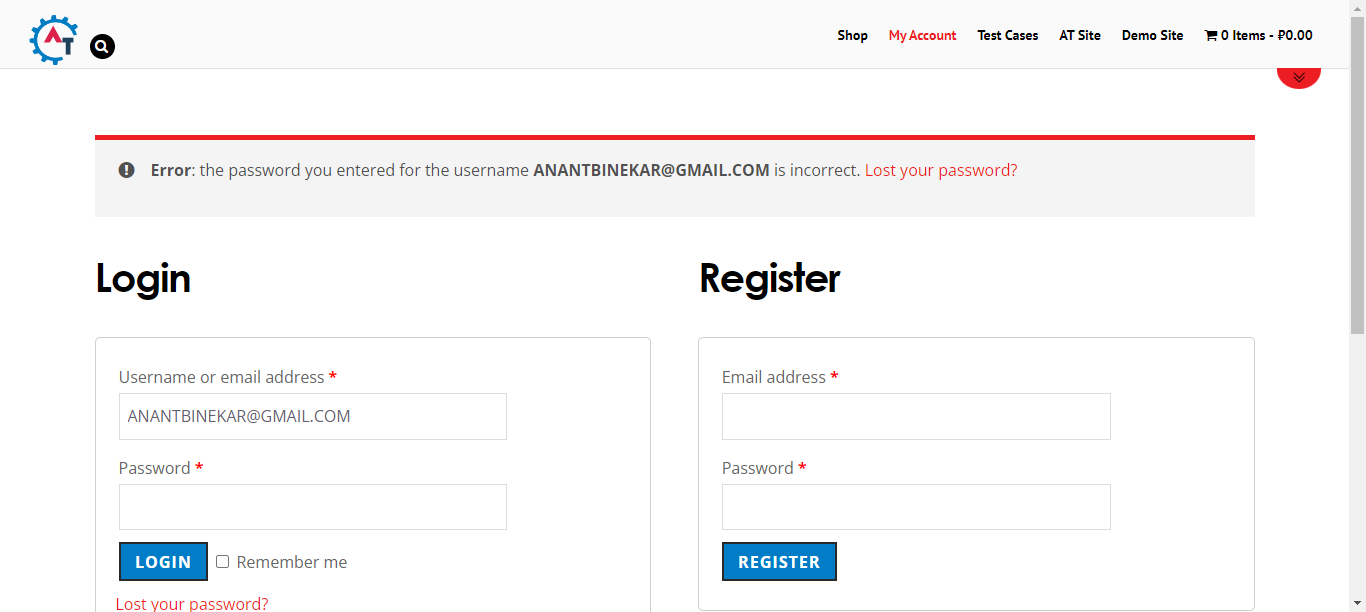 AT
Shop My Account Test Cases AT Site Demo Site 0 Items - ₽0.00
Error: the password you entered for the username ANANTBINEKAR@GMAIL.COM is incorrect. Lost your password?
Login
Username or email address *
ANANTBINEKAR@GMAIL.COM
Password *
LOGIN Remember me
Lost your password?
Register
Email address *
Password *
REGISTER